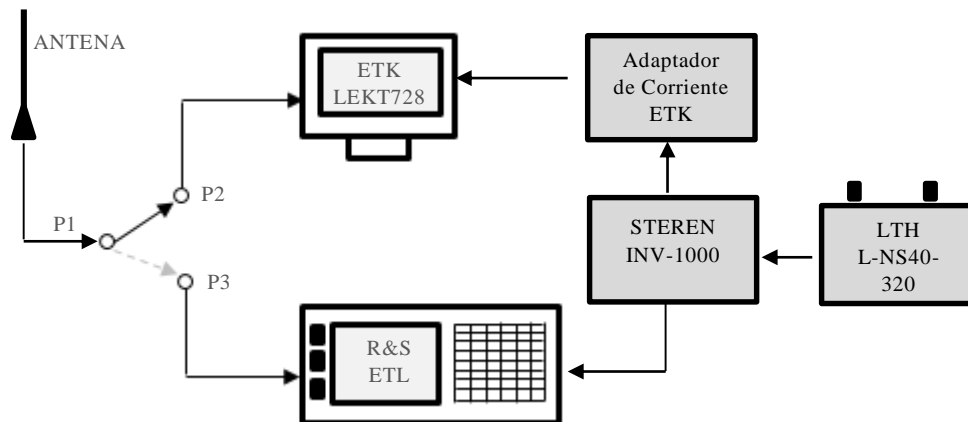 ANTENA
P1
P2
P3
ETK
LEKT728
R&S
ETL
Adaptador
de Corriente
ETK
STEREN
INV-1000
LTH
L-NS40-
320